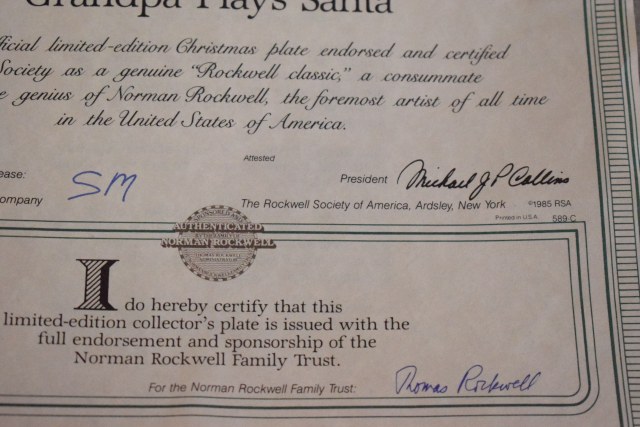 Grandpa Plays Santa
ficial limited-edition Christmas plate endorsed and certified
Society as a genuine "Rockwell classic," a consummate
e genius of Norman Rockwell, the foremost artist of all time
in the United States of America.
Attested
ease:
SM
President Michael J P Collins
ompany
The Rockwell Society of America, Ardsley, New York ©1985 RSA
Printed in U.S.A. 589-C
AUTHENTICATED
NORMAN ROCKWELL
I do hereby certify that this
limited-edition collector's plate is issued with the
full endorsement and sponsorship of the
Norman Rockwell Family Trust.
For the Norman Rockwell Family Trust: Thomas Rockwell